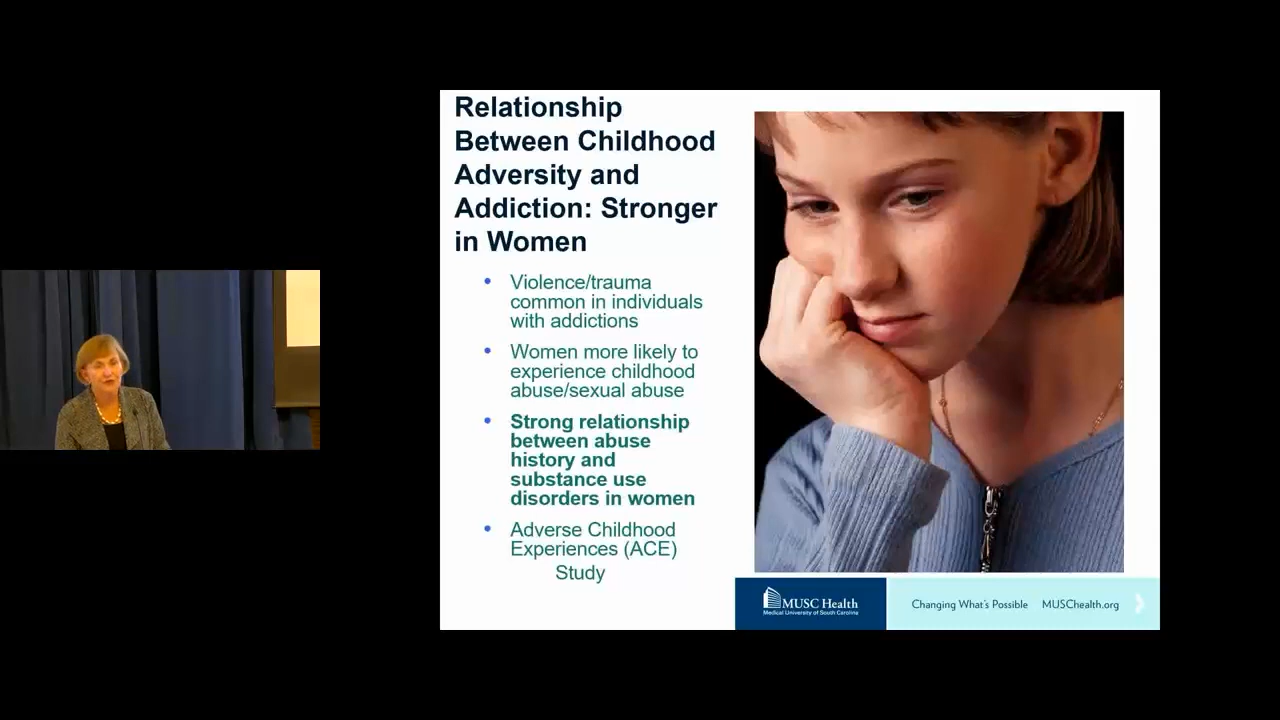 Relationship
Between Childhood
Adversity and
Addiction: Stronger
in Women
• Violence/trauma
common in individuals
with addictions
• Women more likely to
experience childhood
abuse/sexual abuse
• Strong relationship
between abuse
history and
substance use
disorders in women
• Adverse Childhood
Experiences (ACE)
Study
MUSC Health
Medical University of South Carolina
Changing What's Possible MUSChealth.org